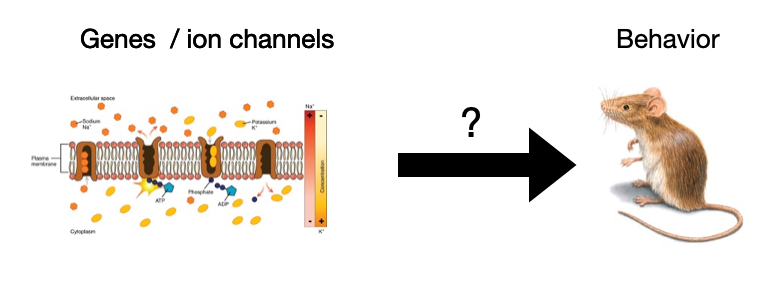 Genes / ion channels
Behavior
?
Extracellular space
Sodium
Na⁺
Potassium
K⁺
Plasma
membrane
ATP
Phosphate
ADP
Cytoplasm
Na⁺
+ -
Concentration
- +
K⁺